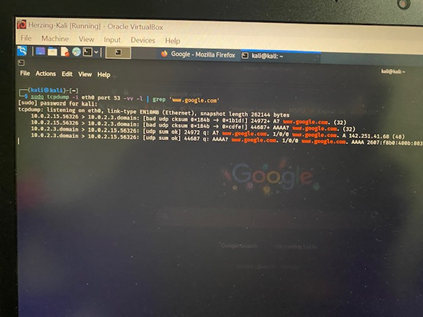 Herzing-Kali [Running] - Oracle VirtualBox
File Machine View Input Devices Help
Google - Mozilla Firefox kali@kali: ~
kali@kali: ~
File Actions Edit View Help
(kali@kali)-[~]
$ sudo tcpdump -i eth0 port 53 -vv -l | grep 'www.google.com'
[sudo] password for kali:
tcpdump: listening on eth0, link-type EN10MB (Ethernet), snapshot length 262144 bytes
10.0.2.15.56326 > 10.0.2.3.domain: [bad udp cksum 0x184b -> 0x1b1d!] 24972+ A? www.google.com. (32)
10.0.2.15.56326 > 10.0.2.3.domain: [bad udp cksum 0x184b -> 0xcdfe!] 44687+ AAAA? www.google.com. (32)
10.0.2.3.domain > 10.0.2.15.56326: [udp sum ok] 24972 q: A? www.google.com. 1/0/0 www.google.com. A 142.251.41.68 (48)
10.0.2.3.domain > 10.0.2.15.56326: [udp sum ok] 44687 q: AAAA? www.google.com. 1/0/0 www.google.com. AAAA 2607:f8b0:400b:803
Google